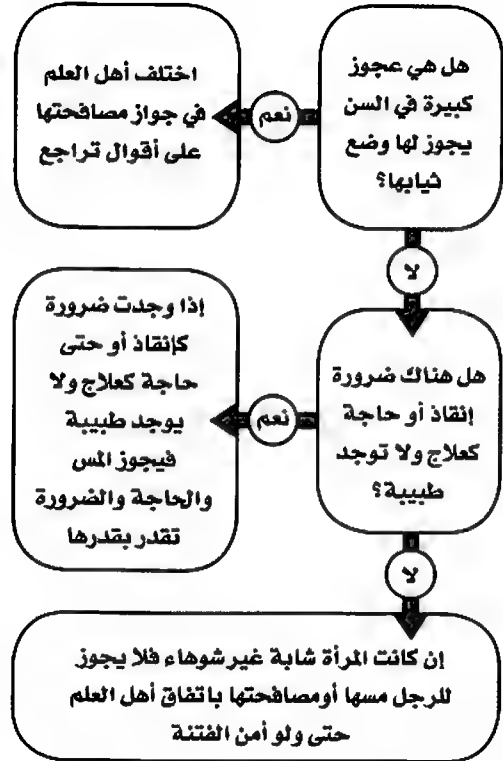 هل هي عجوز
كبيرة في السن
يجوز لها وضع
ثيابها؟
نعم
اختلف أهل العلم
في جواز مصافحتها
على أقوال تراجع
لا
هل هناك ضرورة
إنقاذ أو حاجة
كعلاج ولا توجد
طبيبة؟
نعم
إذا وجدت ضرورة
كإنقاذ أو حتى
حاجة كعلاج ولا
يوجد طبيبة
فيجوز المس
والحاجة والضرورة
تقدر بقدرها
لا
إن كانت المرأة شابة غير شوهاء فلا يجوز
للرجل مسها أومصافحتها باتفاق أهل العلم
حتى ولو أمن الفتنة